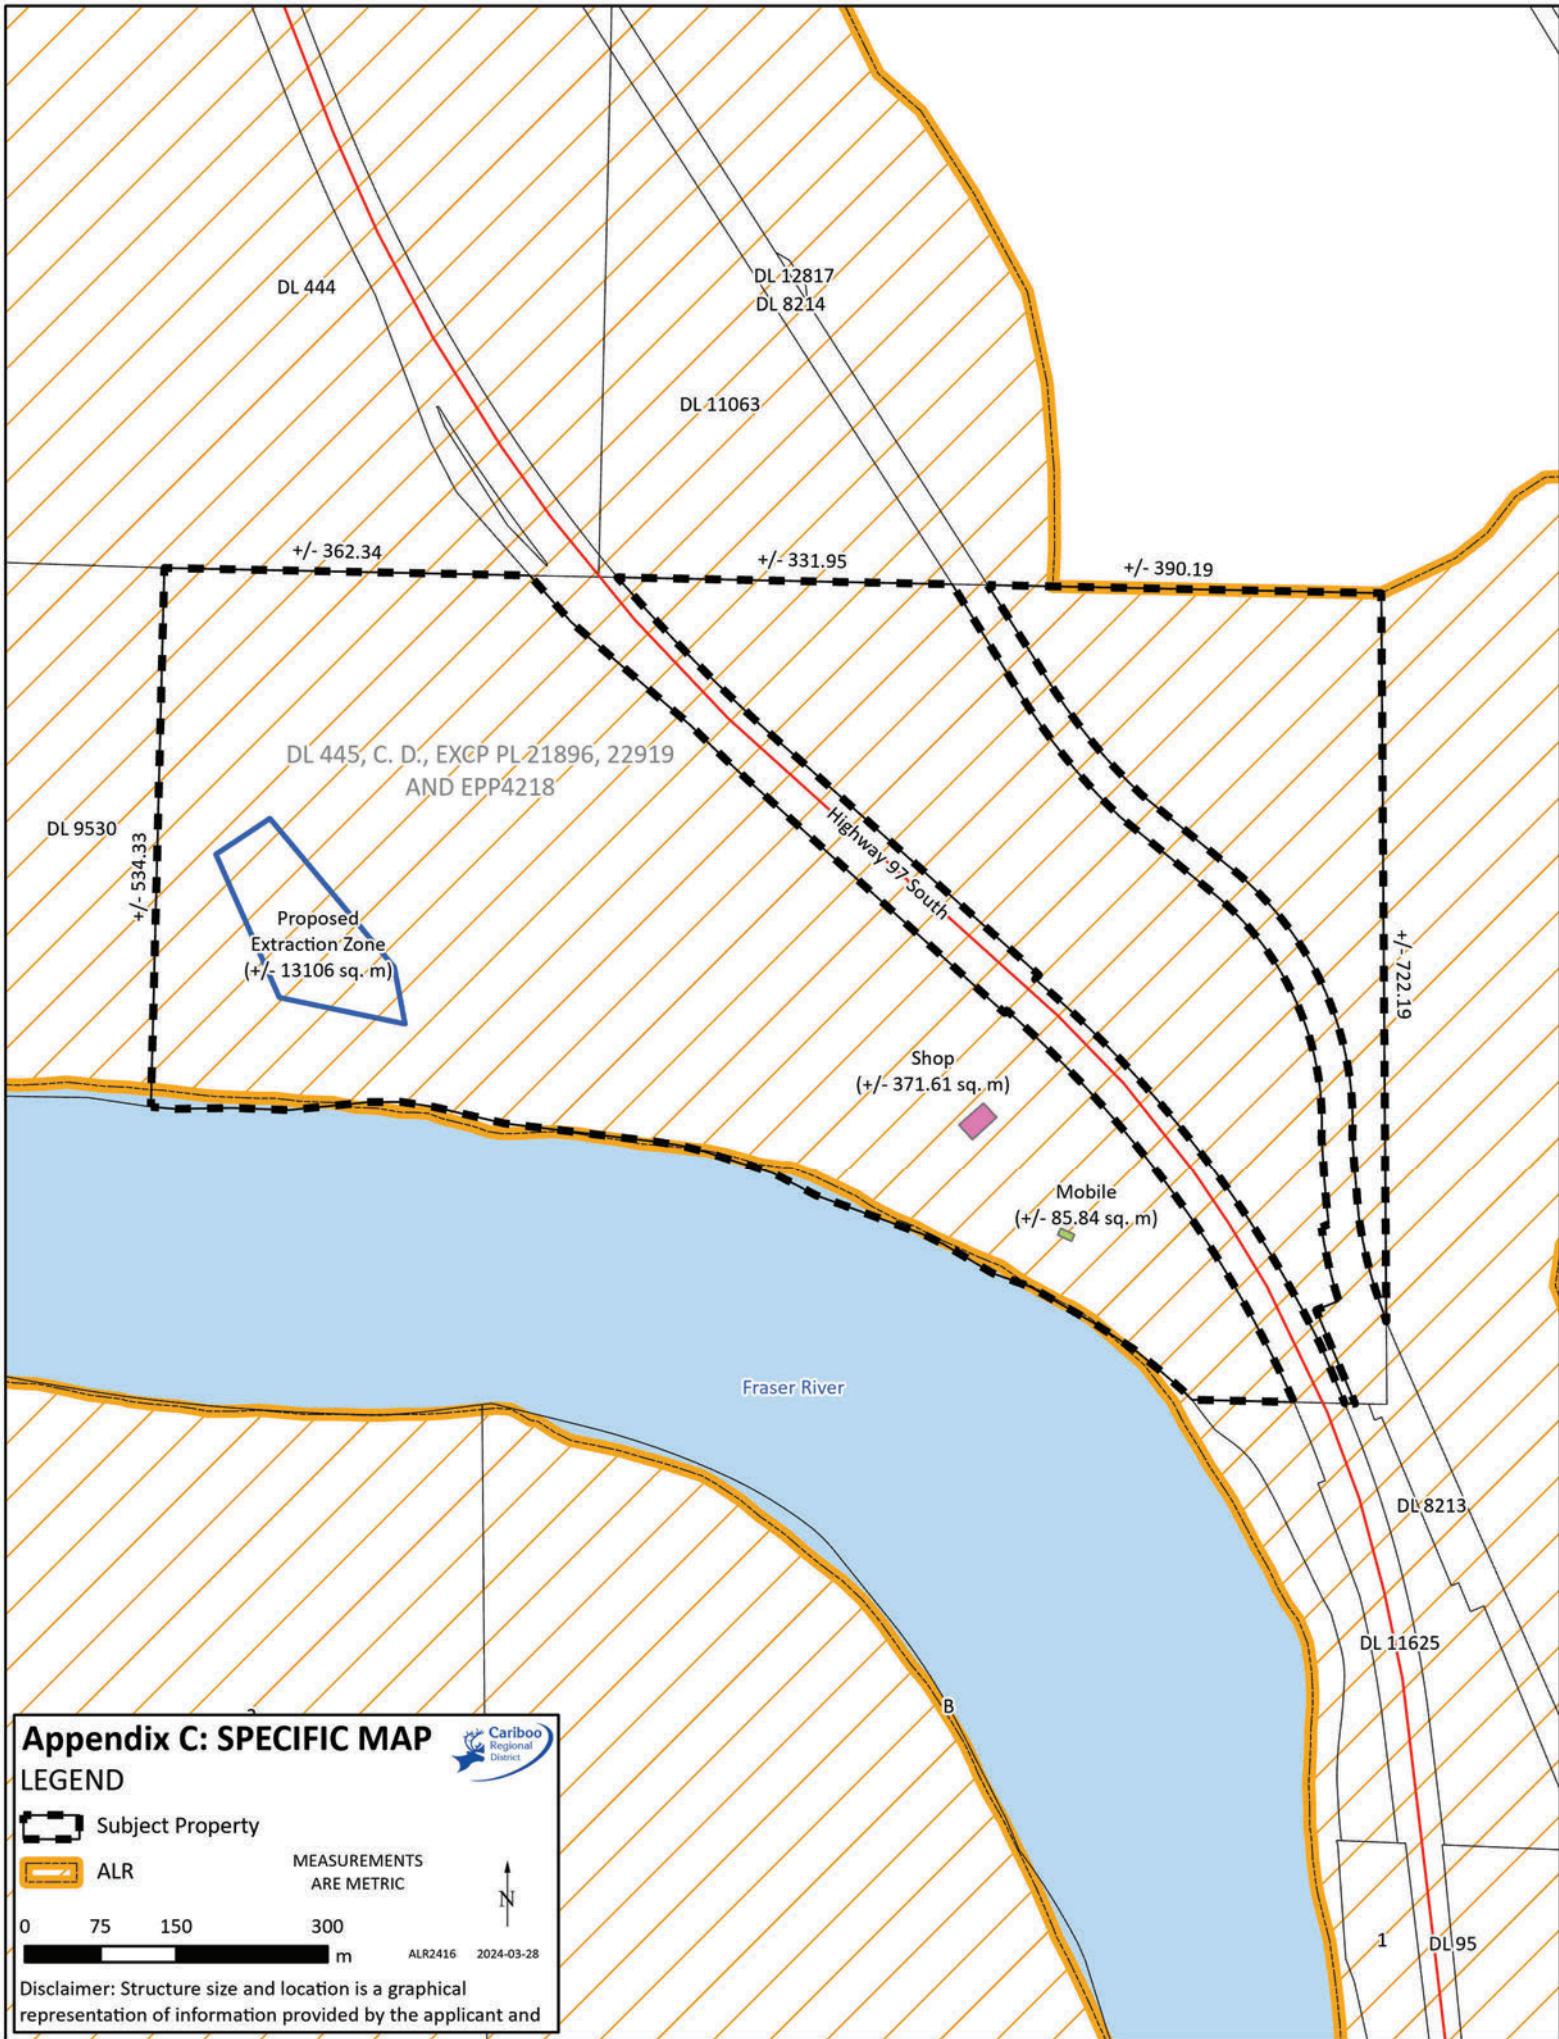 DL 444
DL 12817
DL 8214
DL 11063
+/- 362.34
+/- 331.95
+/- 390.19
DL 445, C. D., EXCP PL 21896, 22919
AND EPP4218
DL 9530
+/- 534.33
Highway 97 South
Proposed
Extraction Zone
(+/- 13106 sq. m)
+/- 722.19
Shop
(+/- 371.61 sq. m)
Mobile
(+/- 85.84 sq. m)
Fraser River
DL 8213
DL 11625
B
1
DL 95
Appendix C: SPECIFIC MAP
Cariboo
Regional
District
LEGEND
Subject Property
ALR
MEASUREMENTS
ARE METRIC
N
0 75 150 300
m
ALR2416 2024-03-28
Disclaimer: Structure size and location is a graphical
representation of information provided by the applicant and